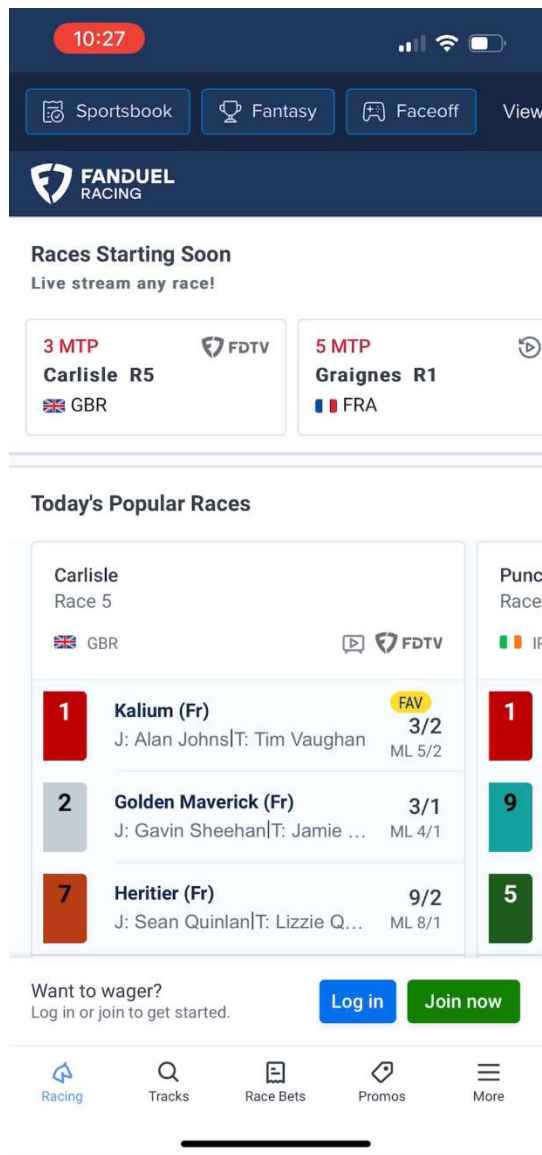 10:27
Sportsbook Fantasy Faceoff View
FANDUEL
RACING
Races Starting Soon
Live stream any race!
3 MTP FDTV
Carlisle R5
GBR
5 MTP
Graignes R1
FRA
Today's Popular Races
Carlisle
Race 5
GBR FDTV
1 Kalium (Fr) FAV
3/2
J: Alan Johns|T: Tim Vaughan
ML 5/2
2 Golden Maverick (Fr) 3/1
J: Gavin Sheehan|T: Jamie ... ML 4/1
7 Heritier (Fr) 9/2
J: Sean Quinlan|T: Lizzie Q... ML 8/1
Punc
Race
1
9
5
Want to wager?
Log in or join to get started.
Log in Join now
Racing Tracks Race Bets Promos More